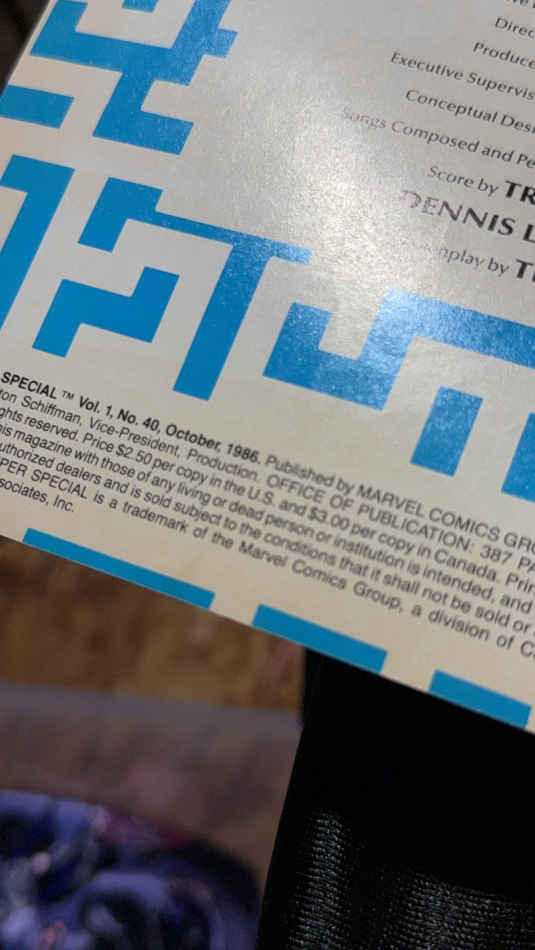 Direc
Produce
Executive Supervis
Conceptual Des
Songs Composed and Pe
Score by TR
DENNIS L
enplay by T
SPECIAL ™ Vol. 1, No. 40, October, 1986. Published by MARVEL COMICS GRO
ton Schiffman, Vice-President, Production. OFFICE OF PUBLICATION: 387 PA
ghts reserved. Price $2.50 per copy in the U.S. and $3.00 per copy in Canada. Prin
his magazine with those of any living or dead person or institution is intended, and
uthorized dealers and is sold subject to the conditions that it shall not be sold or
PER SPECIAL is a trademark of the Marvel Comics Group, a division of C
sociates, Inc.